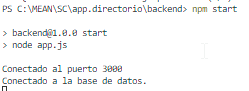 PS C:\MEAN\SC\app.directorio\backend> npm start
> backend@1.0.0 start
> node app.js
Conectado al puerto 3000
Conectado a la base de datos.